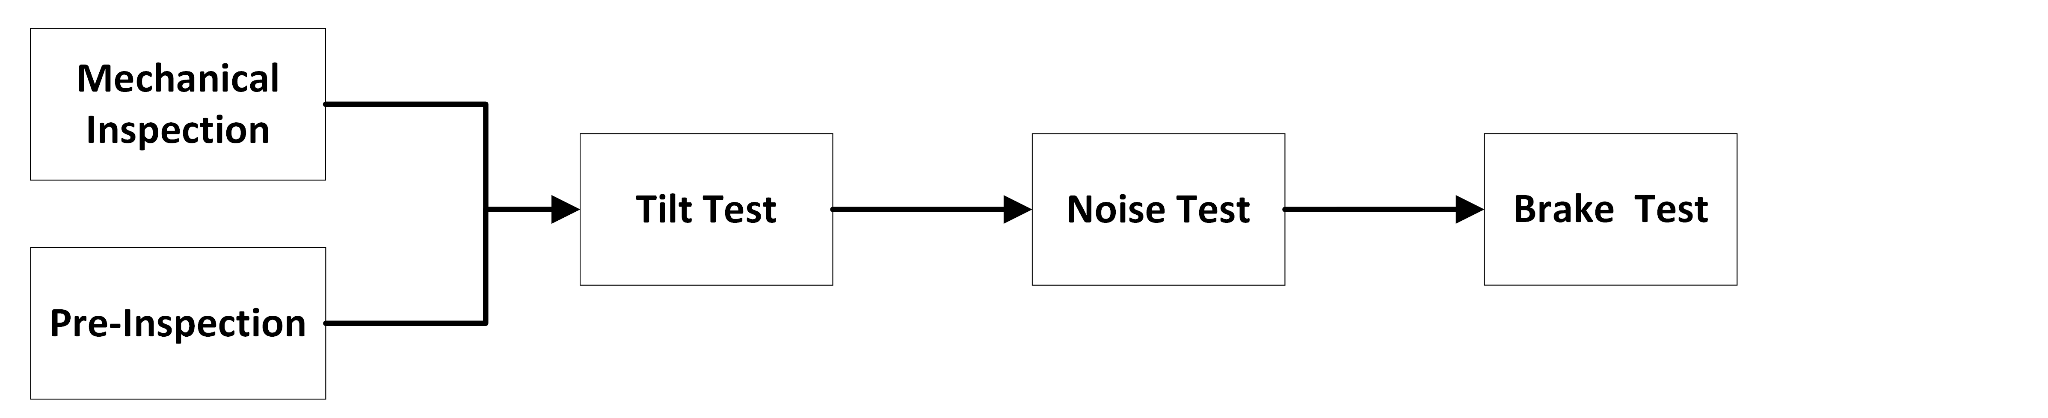 Mechanical
Inspection
Pre-Inspection
Tilt Test
Noise Test
Brake  Test